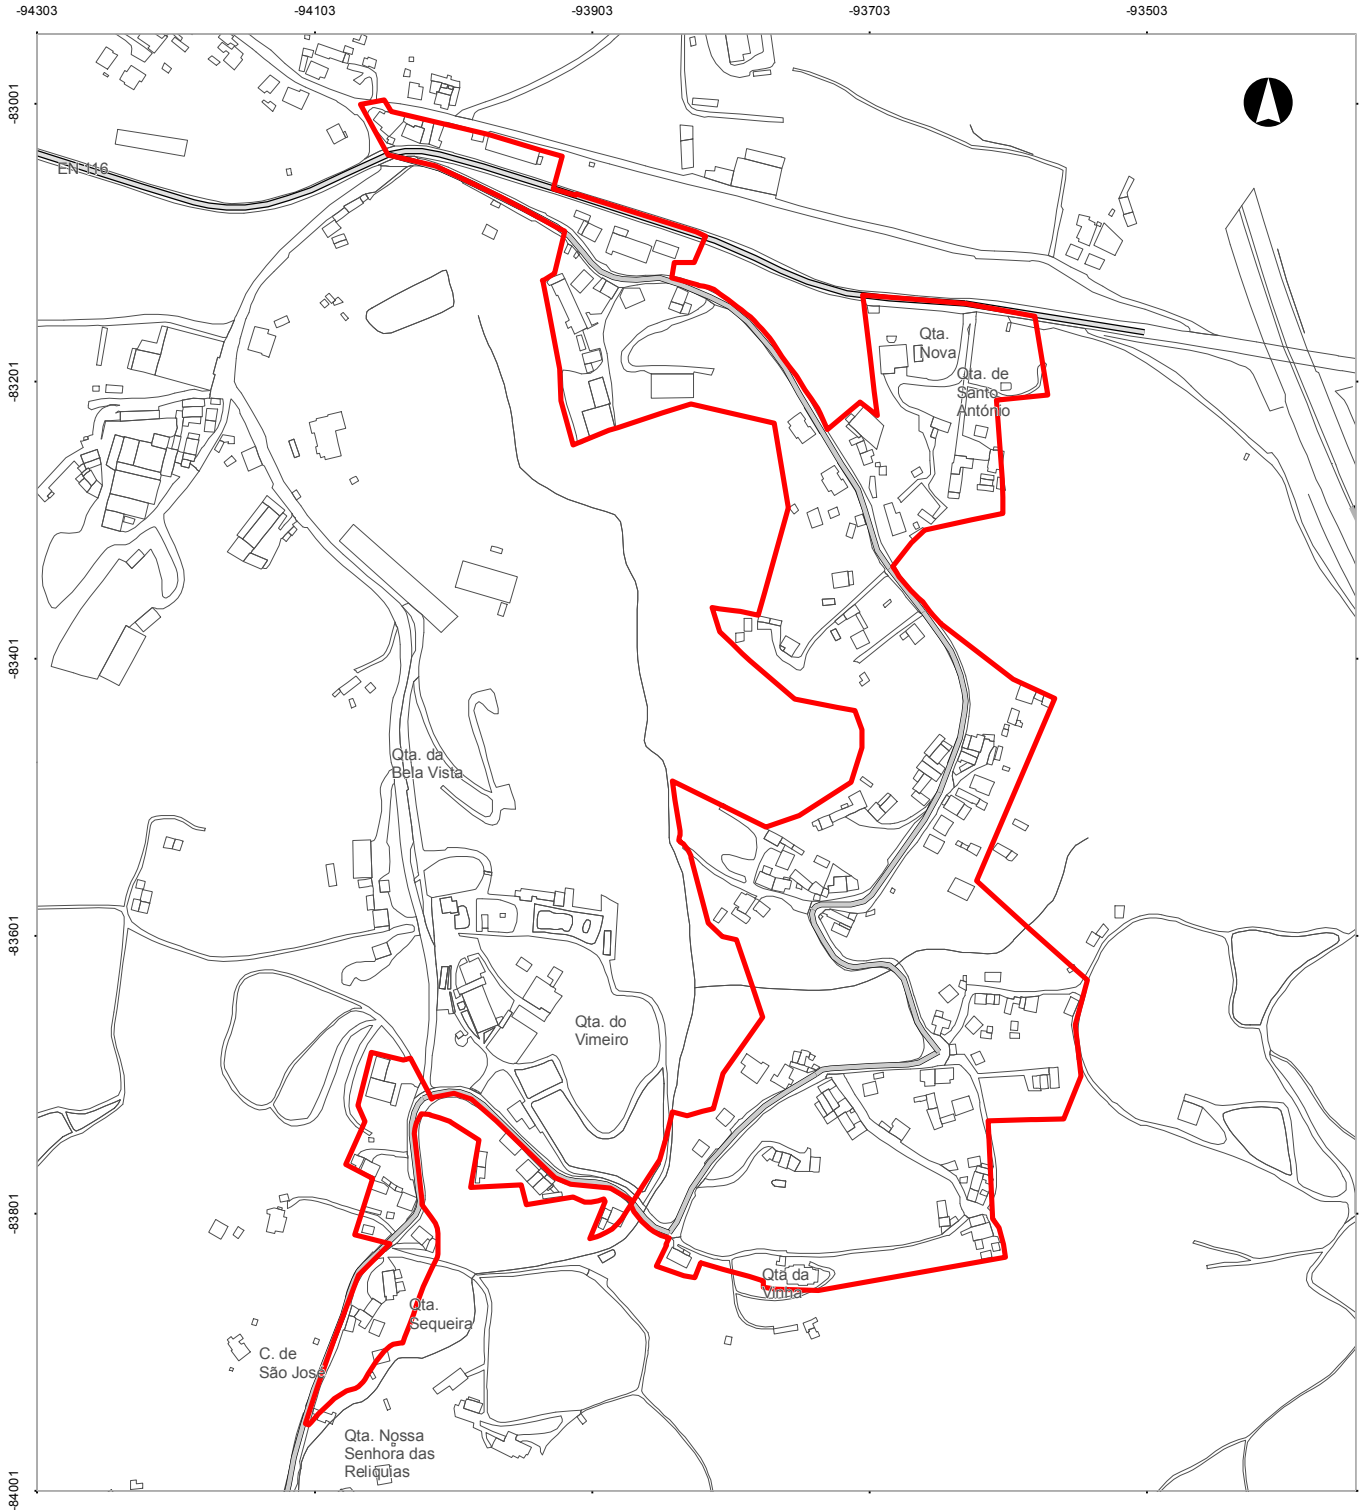 -94303
-94103
-93903
-93703
-93503
-83001
EN 116
-83201
Qta.
Nova
Qta. de
Santo
António
-83401
Qta. da
Bela Vista
-83601
Qta. do
Vimeiro
-83801
Qta da
Vinha
Qta.
Sequeira
C. de
São José
Qta. Nossa
Senhora das
Reliquias
-84001